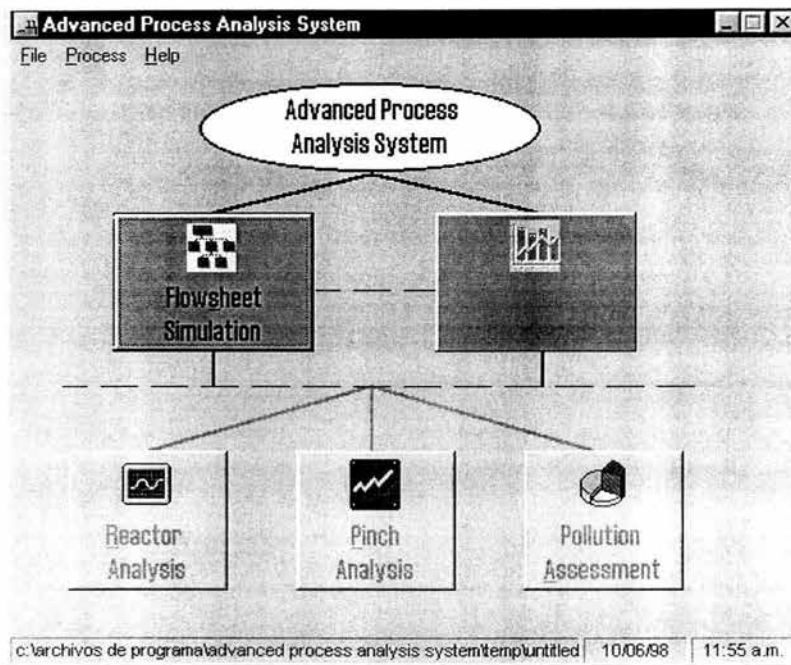 Advanced Process Analysis System
File Process Help
Advanced Process
Analysis System
Flowsheet
Simulation
Reactor
Analysis
Pinch
Analysis
Pollution
Assessment
c:\archivos de programa\advanced process analysis system\temp\untitled 10/06/98 11:55 a.m.